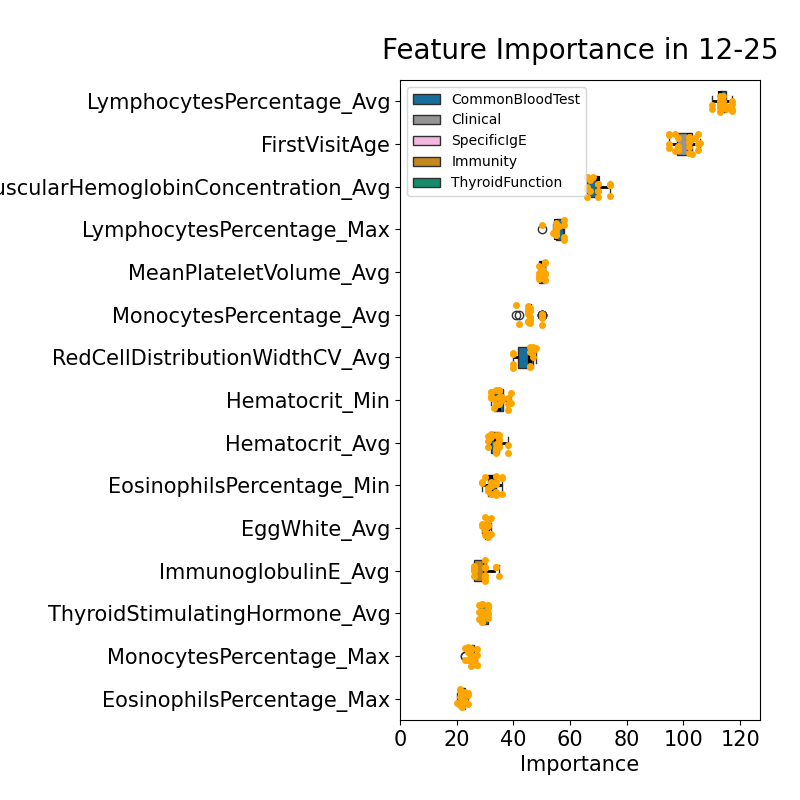 Feature Importance in 12-25
LymphocytesPercentage_Avg
FirstVisitAge
uscularHemoglobinConcentration_Avg
LymphocytesPercentage_Max
MeanPlateletVolume_Avg
MonocytesPercentage_Avg
RedCellDistributionWidthCV_Avg
Hematocrit_Min
Hematocrit_Avg
EosinophilsPercentage_Min
EggWhite_Avg
ImmunoglobulinE_Avg
ThyroidStimulatingHormone_Avg
MonocytesPercentage_Max
EosinophilsPercentage_Max
CommonBloodTest
Clinical
SpecificIgE
Immunity
ThyroidFunction
0 20 40 60 80 100 120
Importance